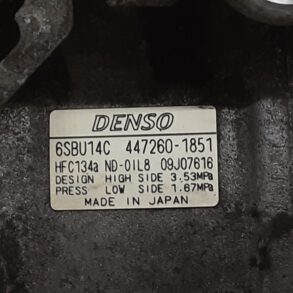 DENSO
6SBU14C 447260-1851
HFC134a ND-OIL8 09J07616
DESIGN HIGH SIDE 3.53MPa
PRESS LOW SIDE 1.67MPa
MADE IN JAPAN